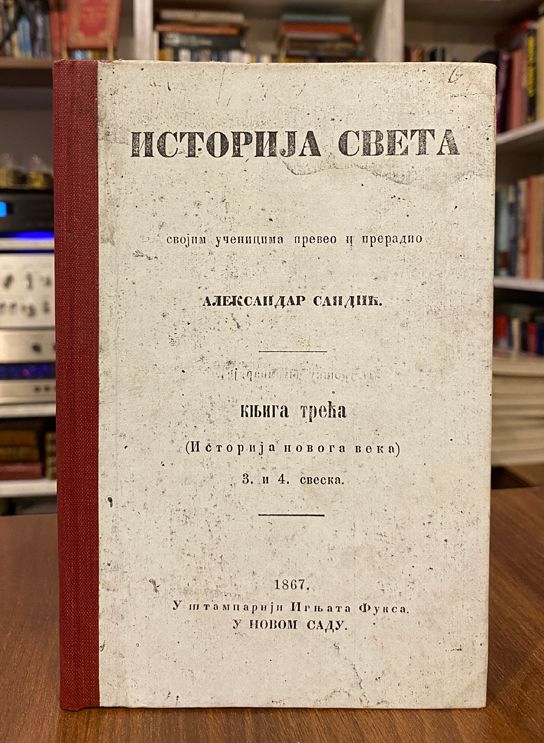 ИСТОРИЈА СВЕТА
својим ученицима превео и прерадио
АЛЕКСАНДАР САНДИЋ.
књига трећа
(Историја новога века)
3. и 4. свеска.
1867.
У штампарији Игњата Фукса.
У НОВОМ САДУ.